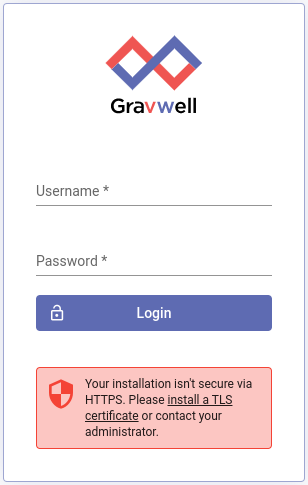 Gravwell
Username *
Password *
Login
Your installation isn't secure via
HTTPS. Please install a TLS
certificate or contact your
administrator.